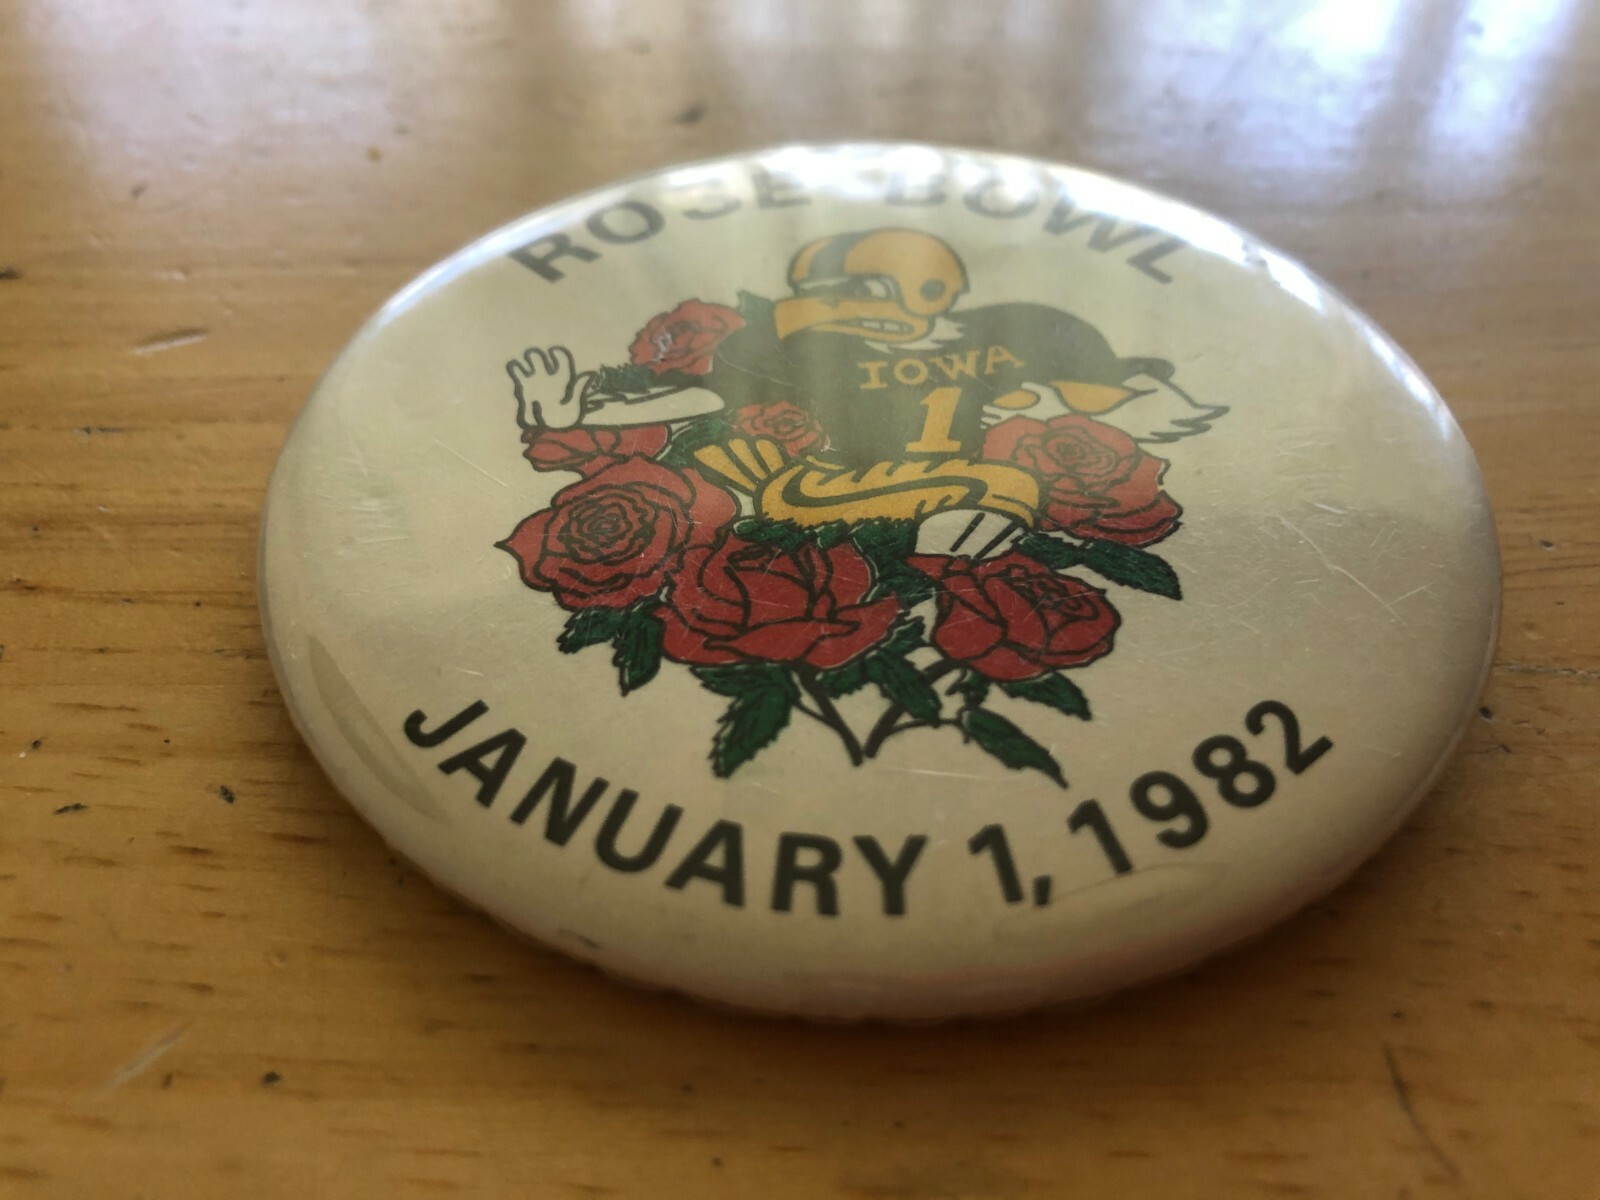 ROSE BOWL
IOWA
1
JANUARY 1, 1982